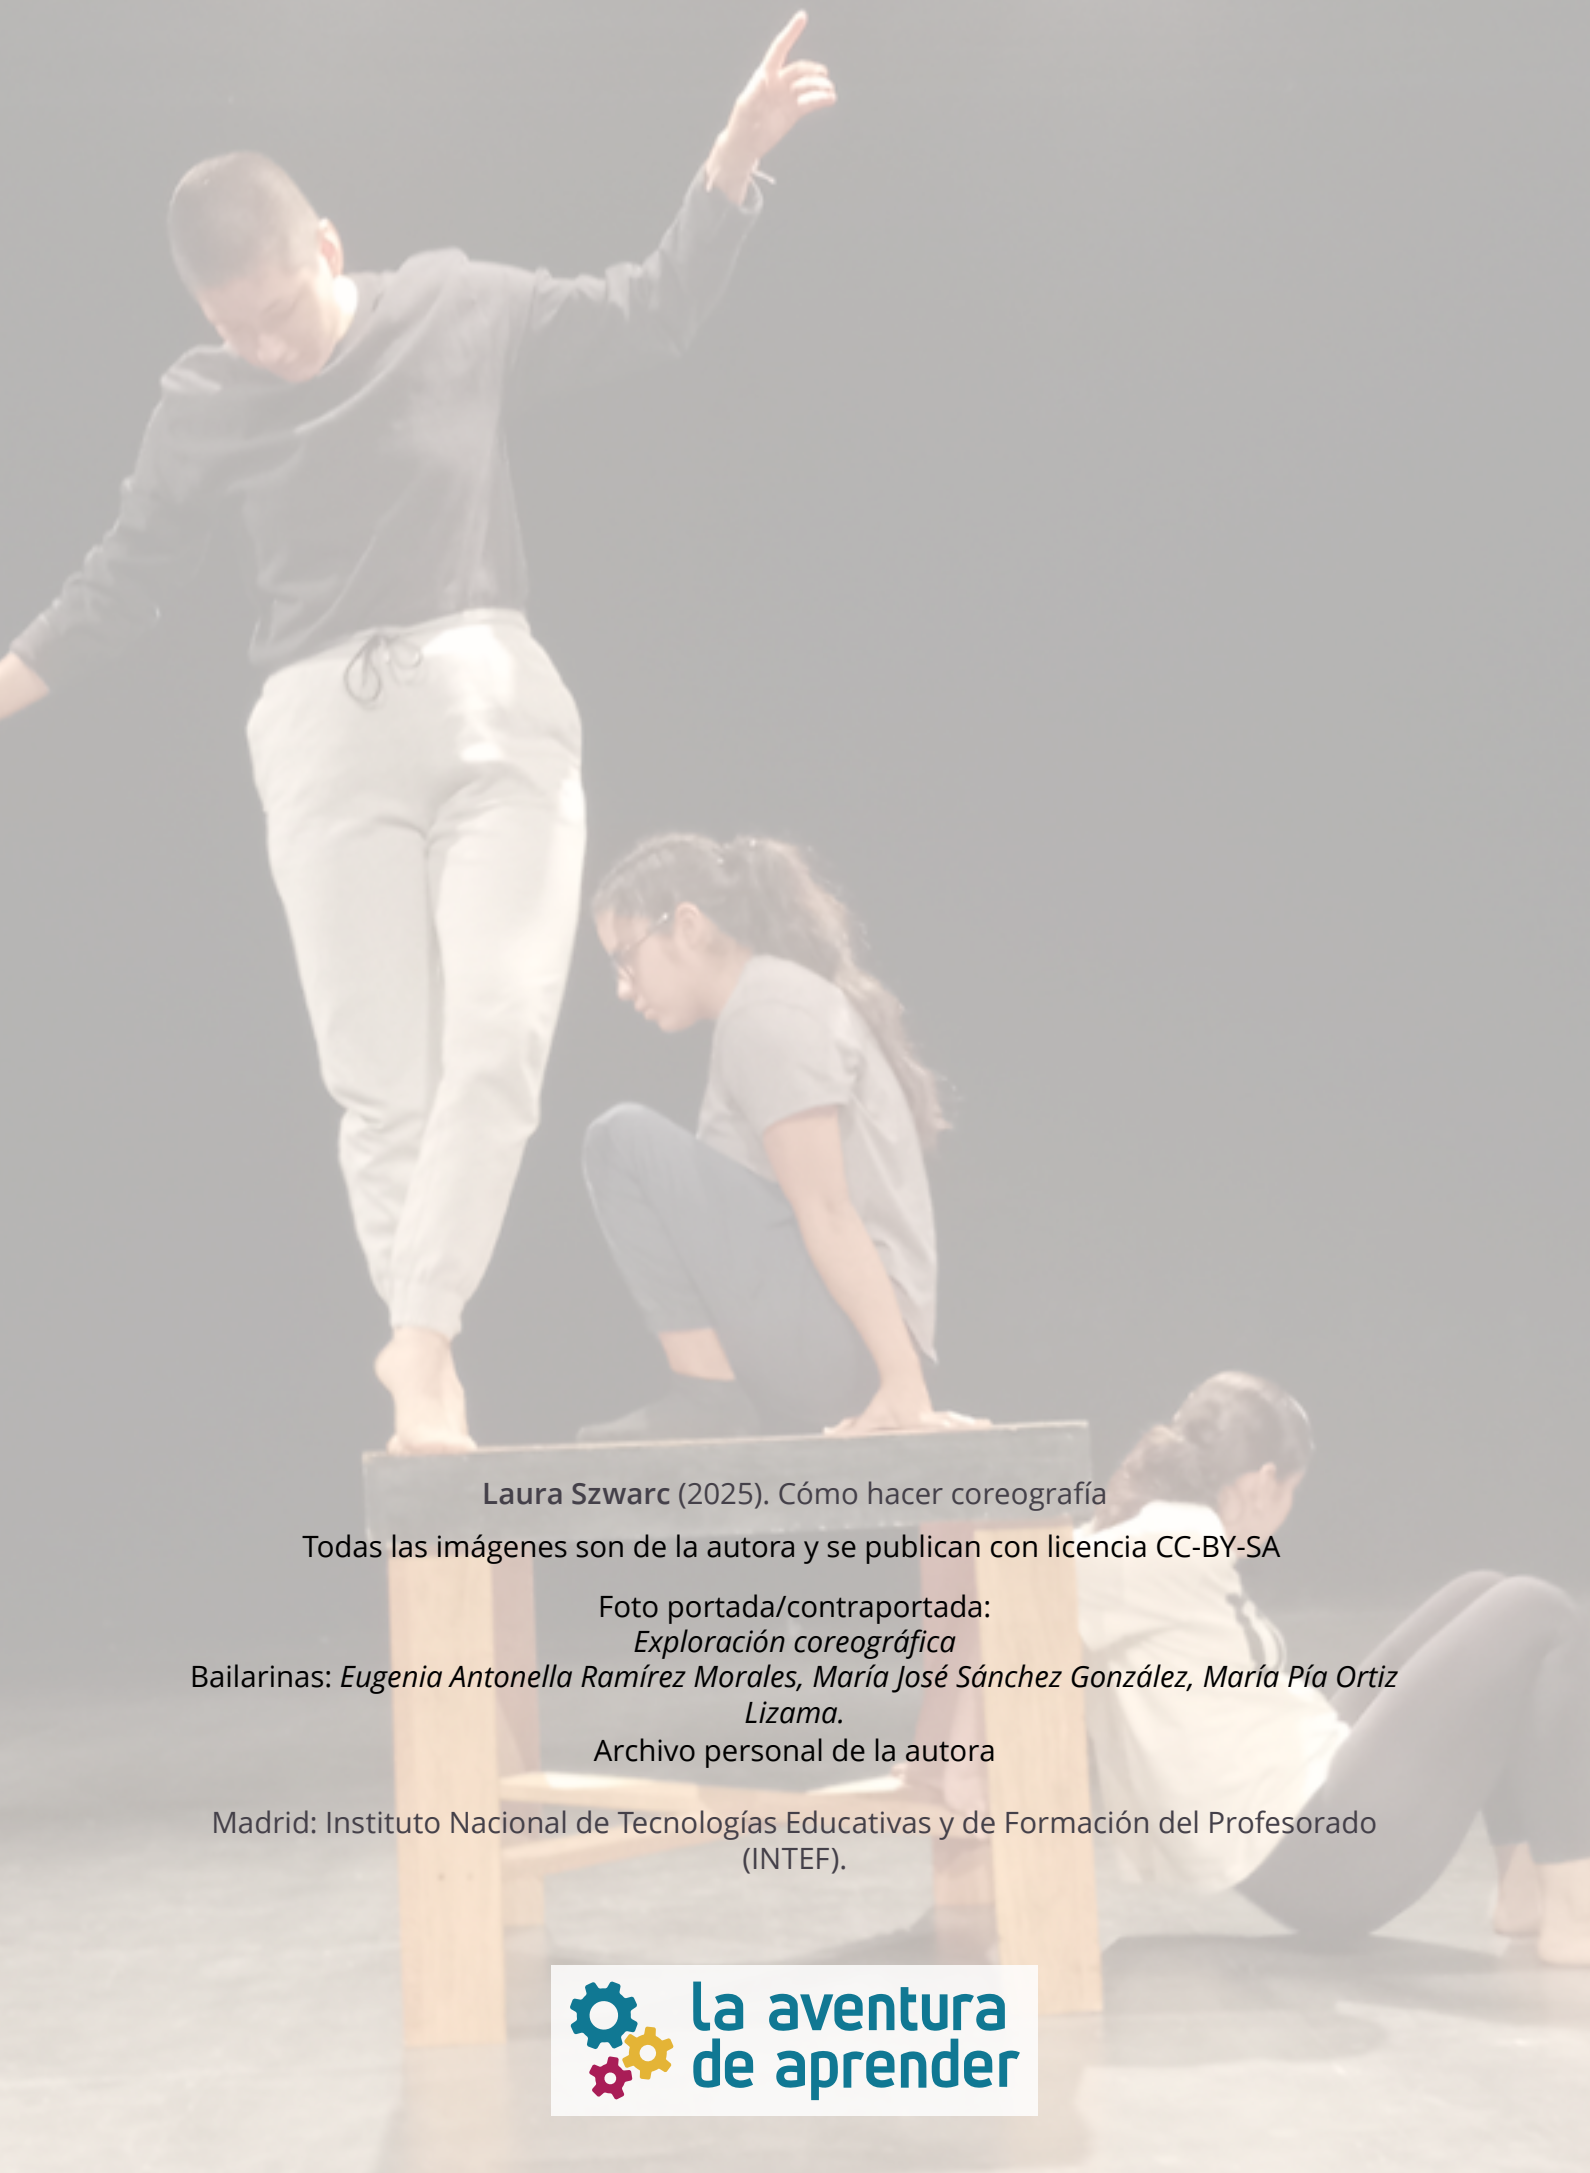 Laura Szwarc (2025). Cómo hacer coreografía
Todas las imágenes son de la autora y se publican con licencia CC-BY-SA
Foto portada/contraportada:
Exploración coreográfica
Bailarinas: Eugenia Antonella Ramírez Morales, María José Sánchez González, María Pía Ortiz
Lizama.
Archivo personal de la autora
Madrid: Instituto Nacional de Tecnologías Educativas y de Formación del Profesorado
(INTEF).
la aventura
de aprender